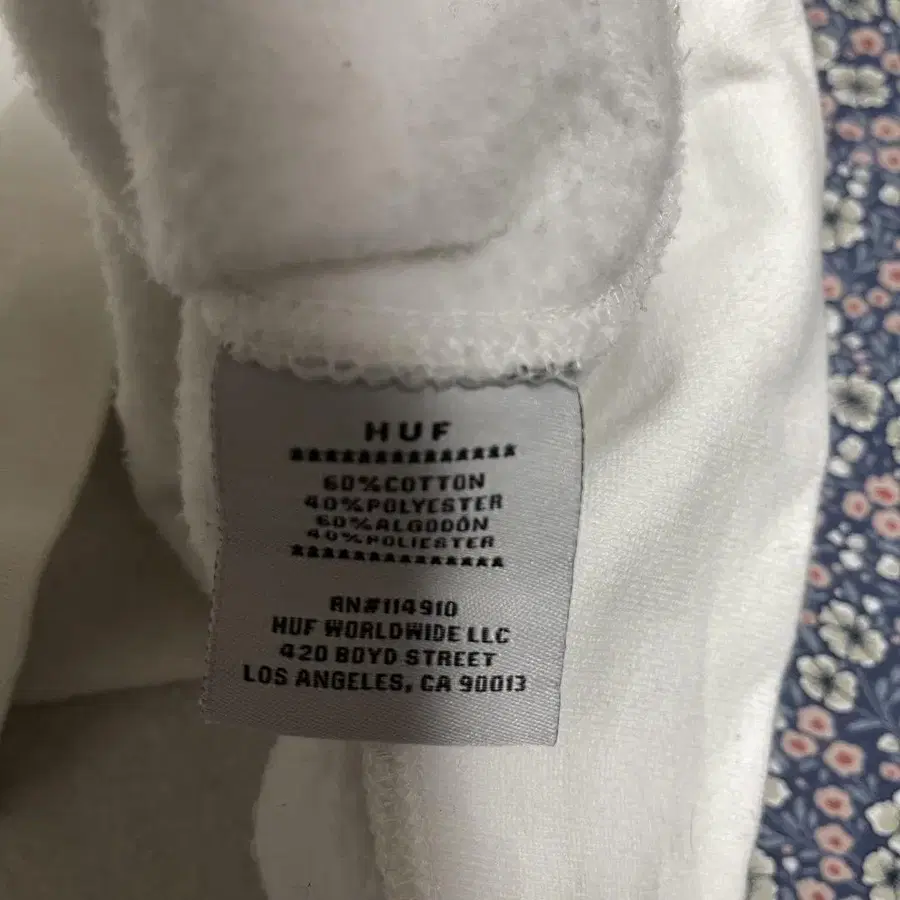 HUF
***************
60%COTTON
40%POLYESTER
60%ALGODÓN
40%POLIESTER
***************
RN#114910
HUF WORLDWIDE LLC
420 BOYD STREET
LOS ANGELES, CA 90013